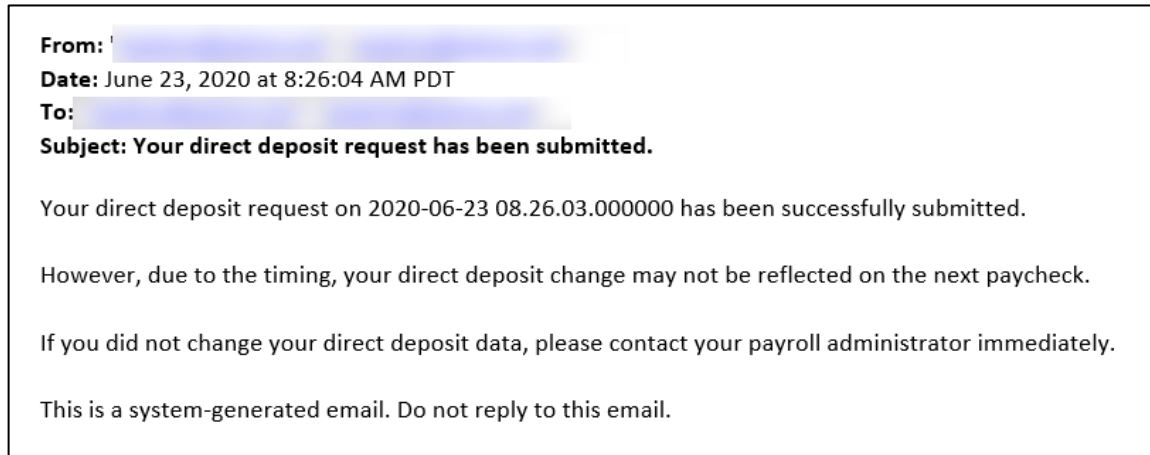 From: '
Date: June 23, 2020 at 8:26:04 AM PDT
To:
Subject: Your direct deposit request has been submitted.
Your direct deposit request on 2020-06-23 08.26.03.000000 has been successfully submitted.
However, due to the timing, your direct deposit change may not be reflected on the next paycheck.
If you did not change your direct deposit data, please contact your payroll administrator immediately.
This is a system-generated email. Do not reply to this email.